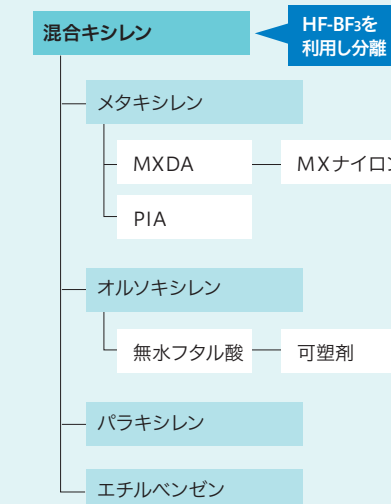 混合キシレン
HF-BF₃を
利用し分離
メタキシレン
MXDA
MXナイロン
PIA
オルソキシレン
無水フタル酸
可塑剤
パラキシレン
エチルベンゼン